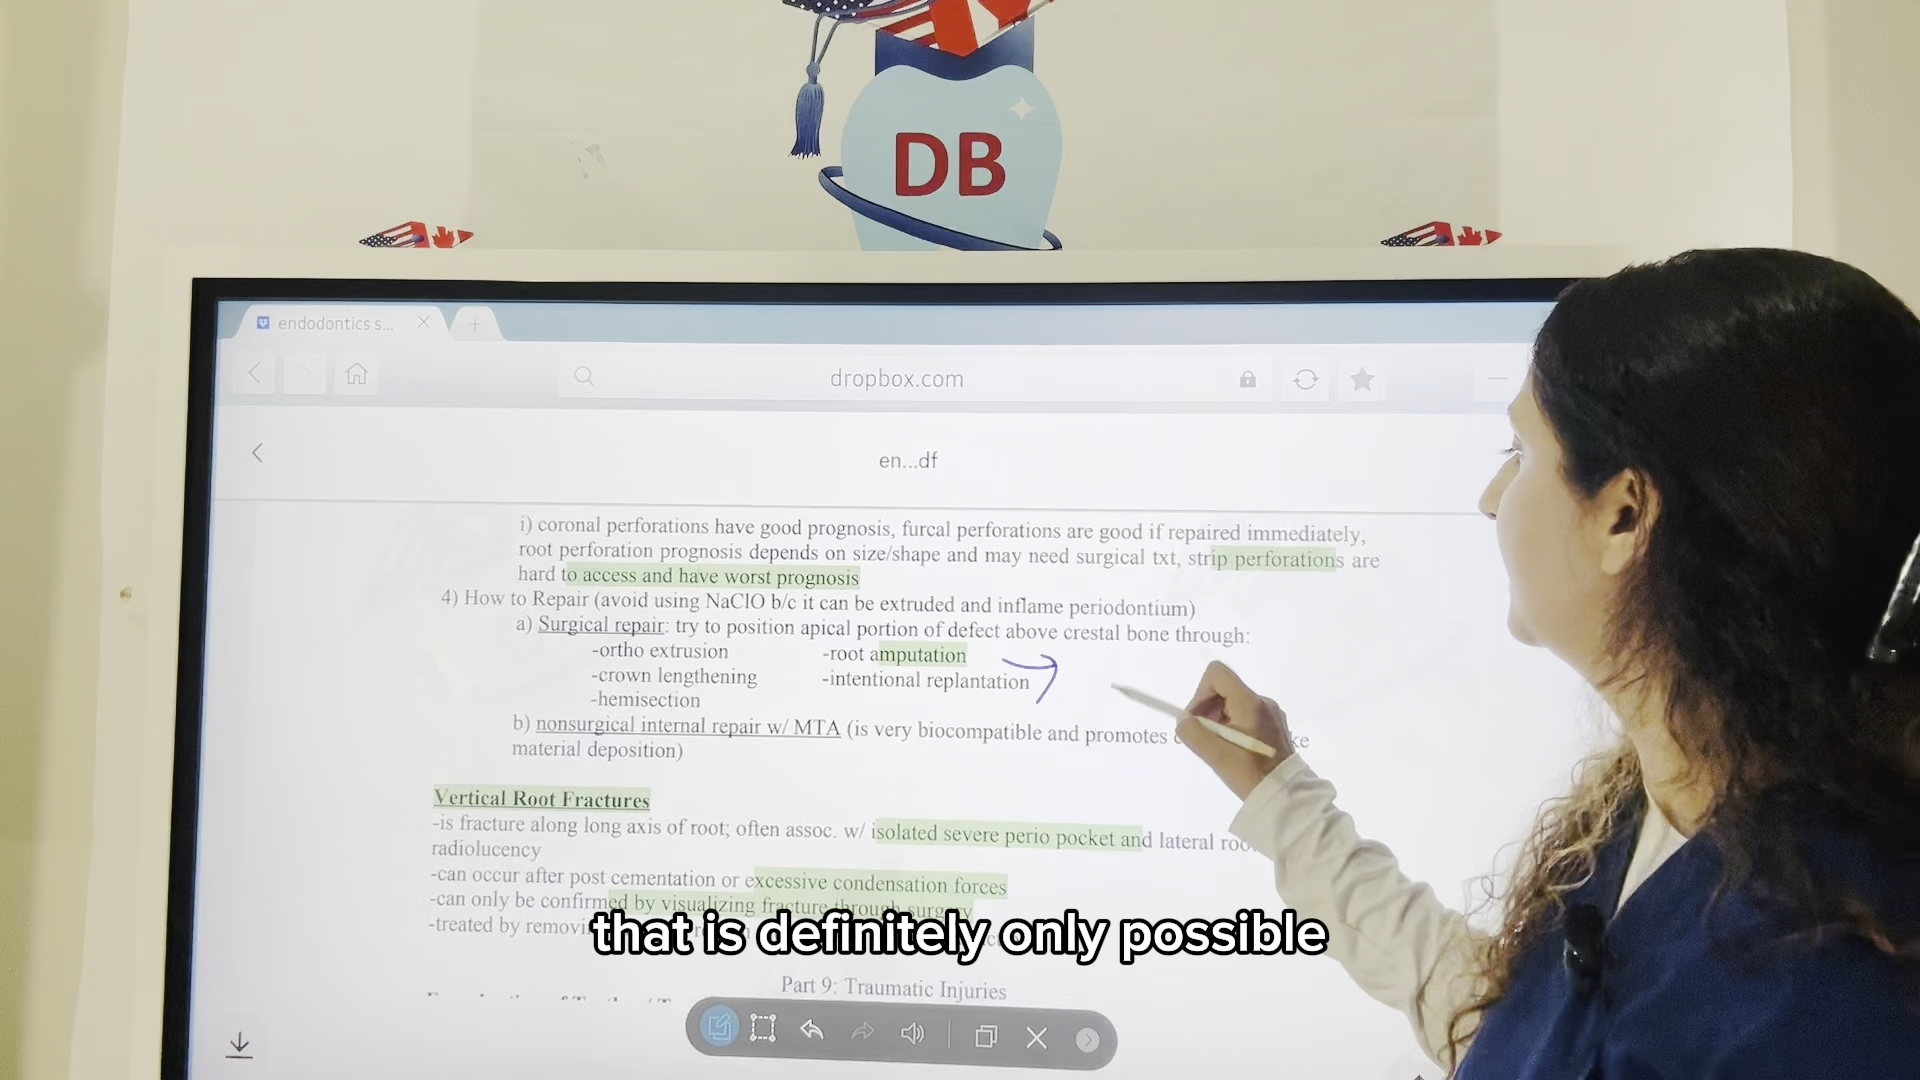 DB
endodontics s...
dropbox.com
en...df
i) coronal perforations have good prognosis, furcal perforations are good if repaired immediately,
root perforation prognosis depends on size/shape and may need surgical txt, strip perforations are
hard to access and have worst prognosis
4) How to Repair (avoid using NaClO b/c it can be extruded and inflame periodontium)
a) Surgical repair: try to position apical portion of defect above crestal bone through:
-ortho extrusion -root amputation
-crown lengthening -intentional replantation
-hemisection
b) nonsurgical internal repair w/ MTA (is very biocompatible and promotes
material deposition)
Vertical Root Fractures
-is fracture along long axis of root; often assoc. w/ isolated severe perio pocket and lateral
radiolucency
-can occur after post cementation or excessive condensation forces
-can only be confirmed by visualizing fracture through surgery
-treated by
that is definitely only possible
Part 9: Traumatic Injuries